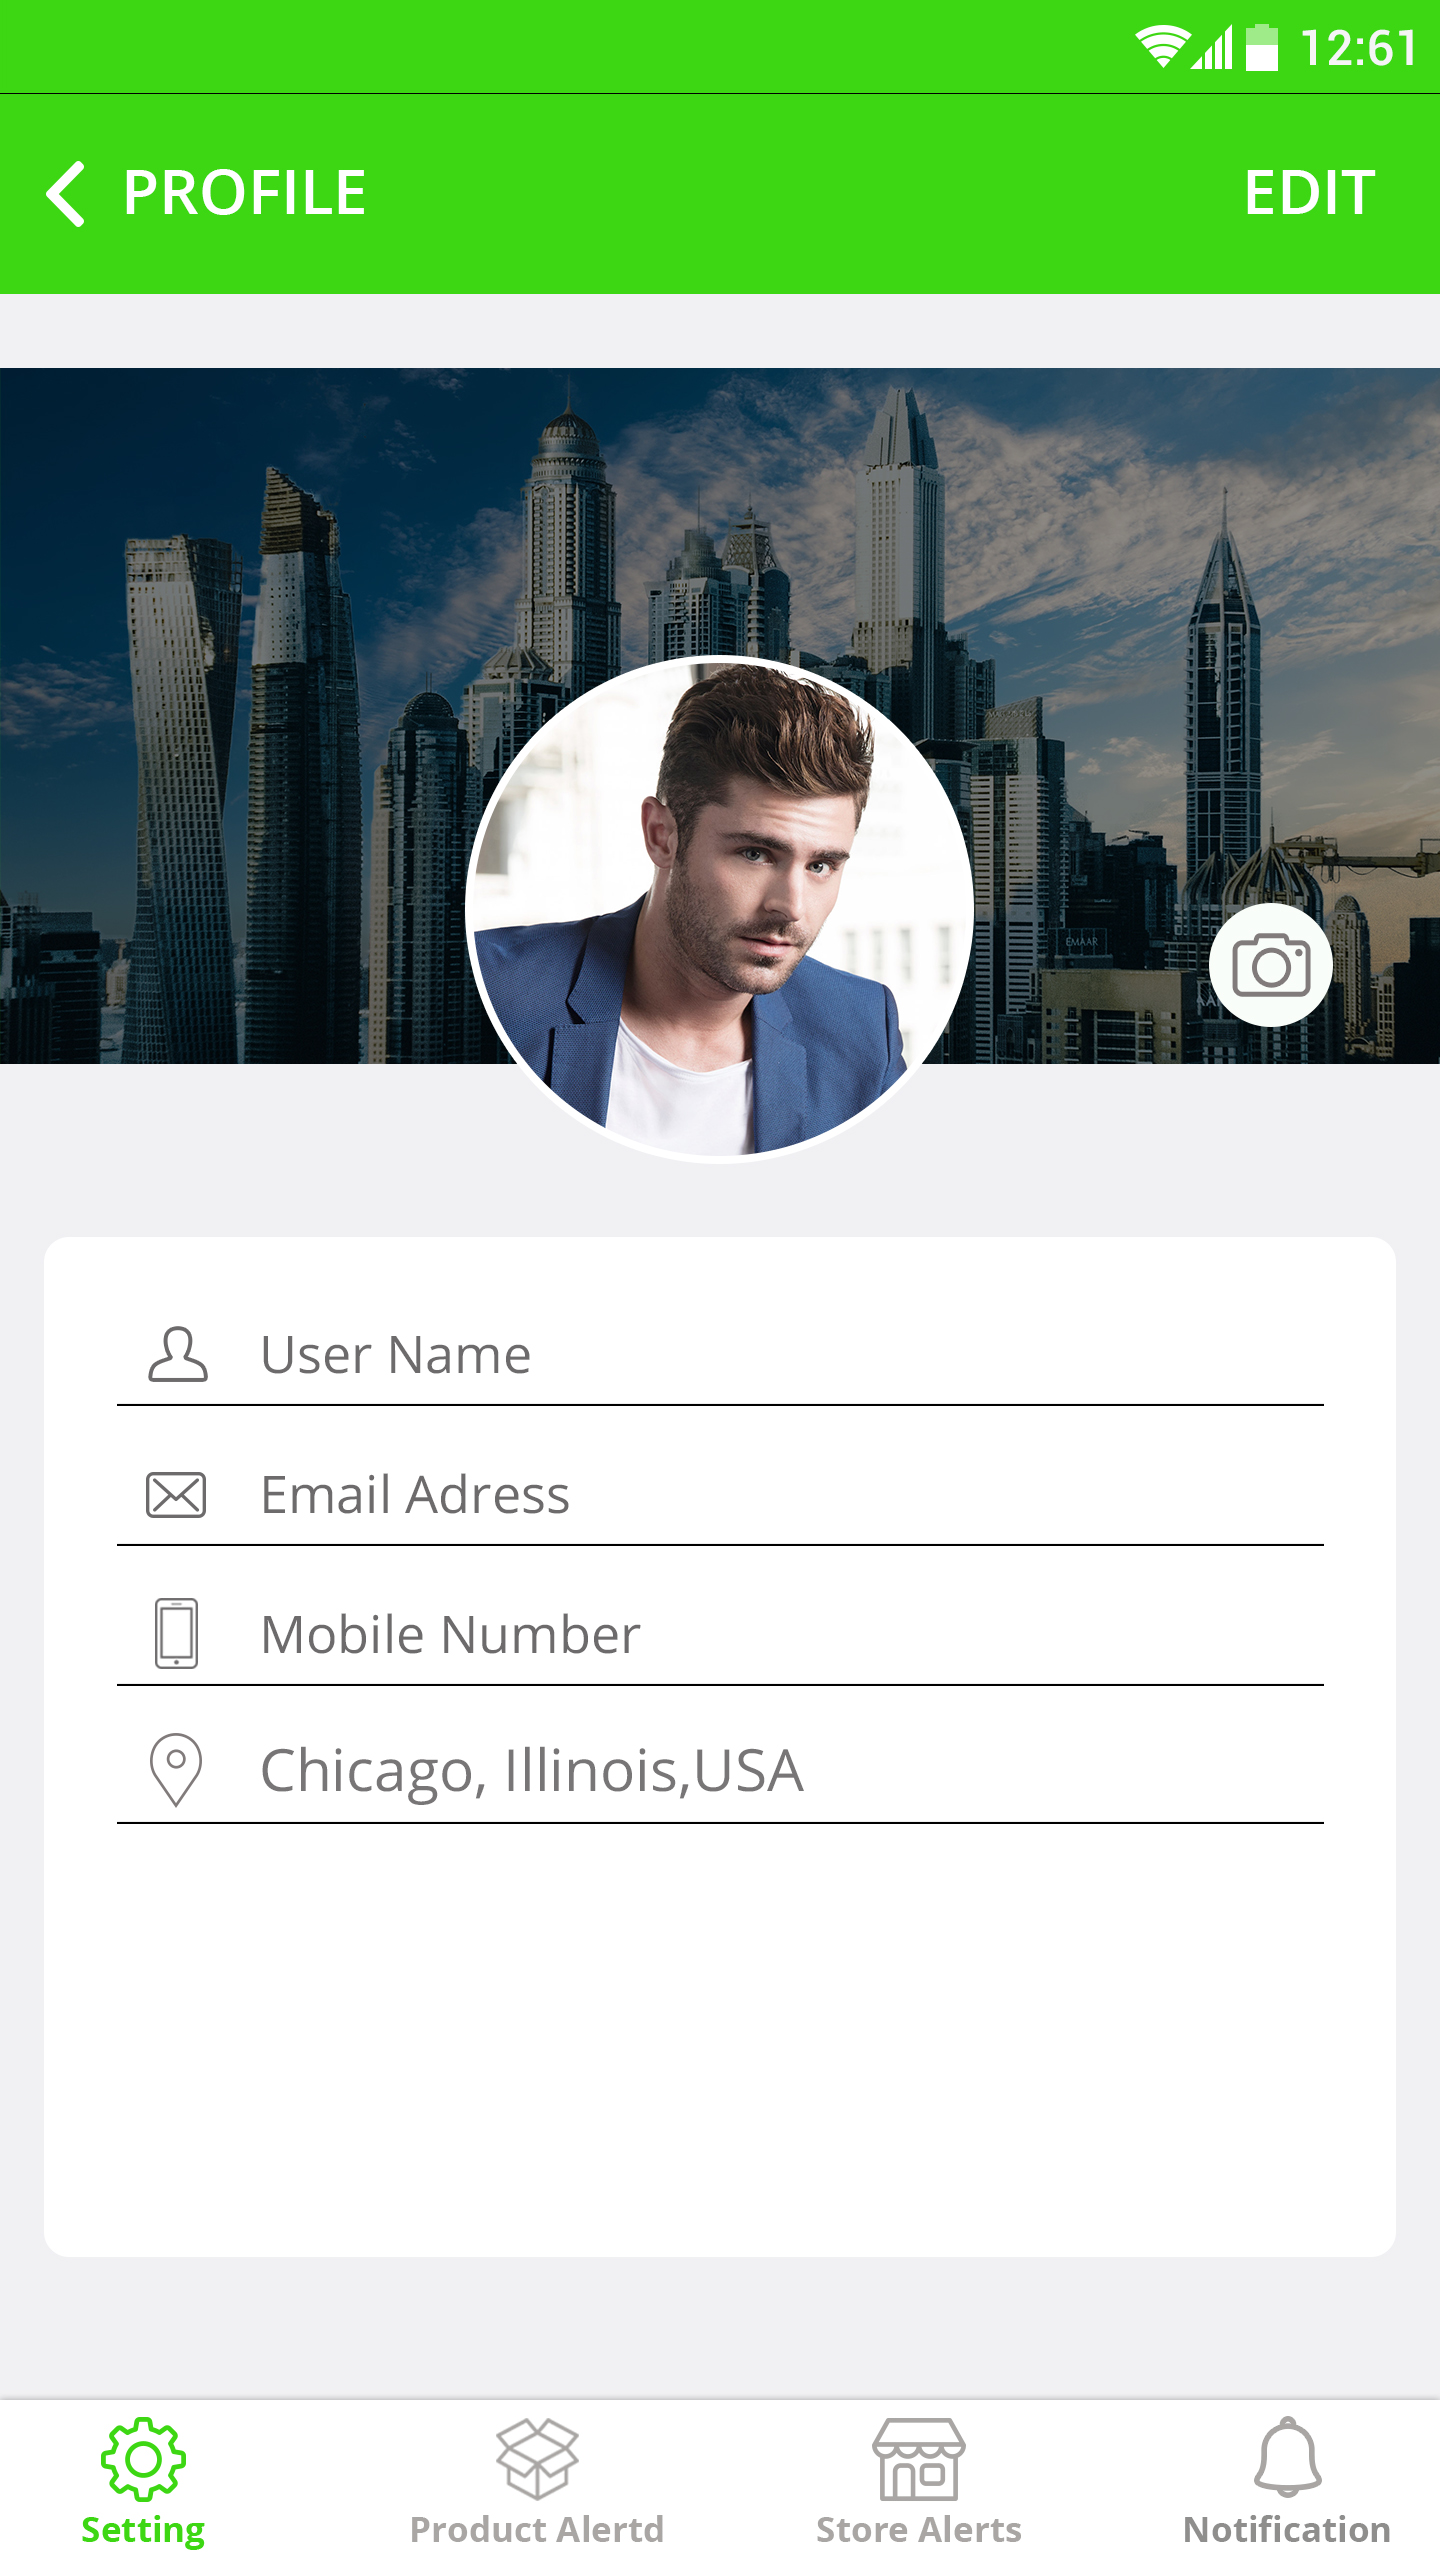 12:61
PROFILE
EDIT
EMAAR
User Name
Email Adress
Mobile Number
Chicago, Illinois,USA
Setting
Product Alertd
Store Alerts
Notification